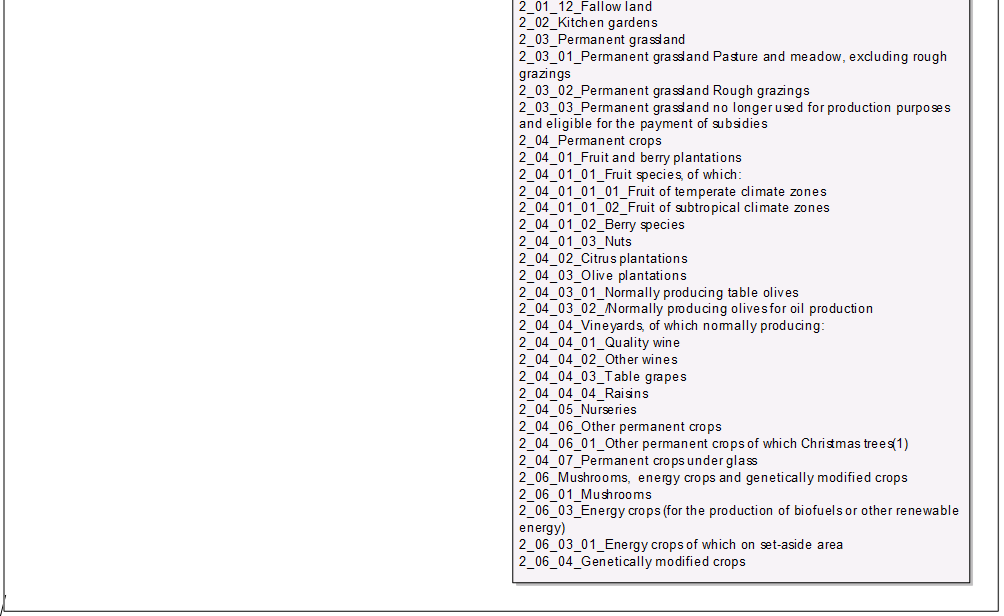 2_01_12_Fallow land
2_02_Kitchen gardens
2_03_Permanent grassland
2_03_01_Permanent grassland Pasture and meadow, excluding rough
grazings
2_03_02_Permanent grassland Rough grazings
2_03_03_Permanent grassland no longer used for production purposes
and eligible for the payment of subsidies
2_04_Permanent crops
2_04_01_Fruit and berry plantations
2_04_01_01_Fruit species, of which:
2_04_01_01_01_Fruit of temperate climate zones
2_04_01_01_02_Fruit of subtropical climate zones
2_04_01_02_Berry species
2_04_01_03_Nuts
2_04_02_Citrus plantations
2_04_03_Olive plantations
2_04_03_01_Normally producing table olives
2_04_03_02_/Normally producing olives for oil production
2_04_04_Vineyards, of which normally producing:
2_04_04_01_Quality wine
2_04_04_02_Other wines
2_04_04_03_Table grapes
2_04_04_04_Raisins
2_04_05_Nurseries
2_04_06_Other permanent crops
2_04_06_01_Other permanent crops of which Christmas trees(1)
2_04_07_Permanent crops under glass
2_06_Mushrooms, energy crops and genetically modified crops
2_06_01_Mushrooms
2_06_03_Energy crops (for the production of biofuels or other renewable
energy)
2_06_03_01_Energy crops of which on set-aside area
2_06_04_Genetically modified crops